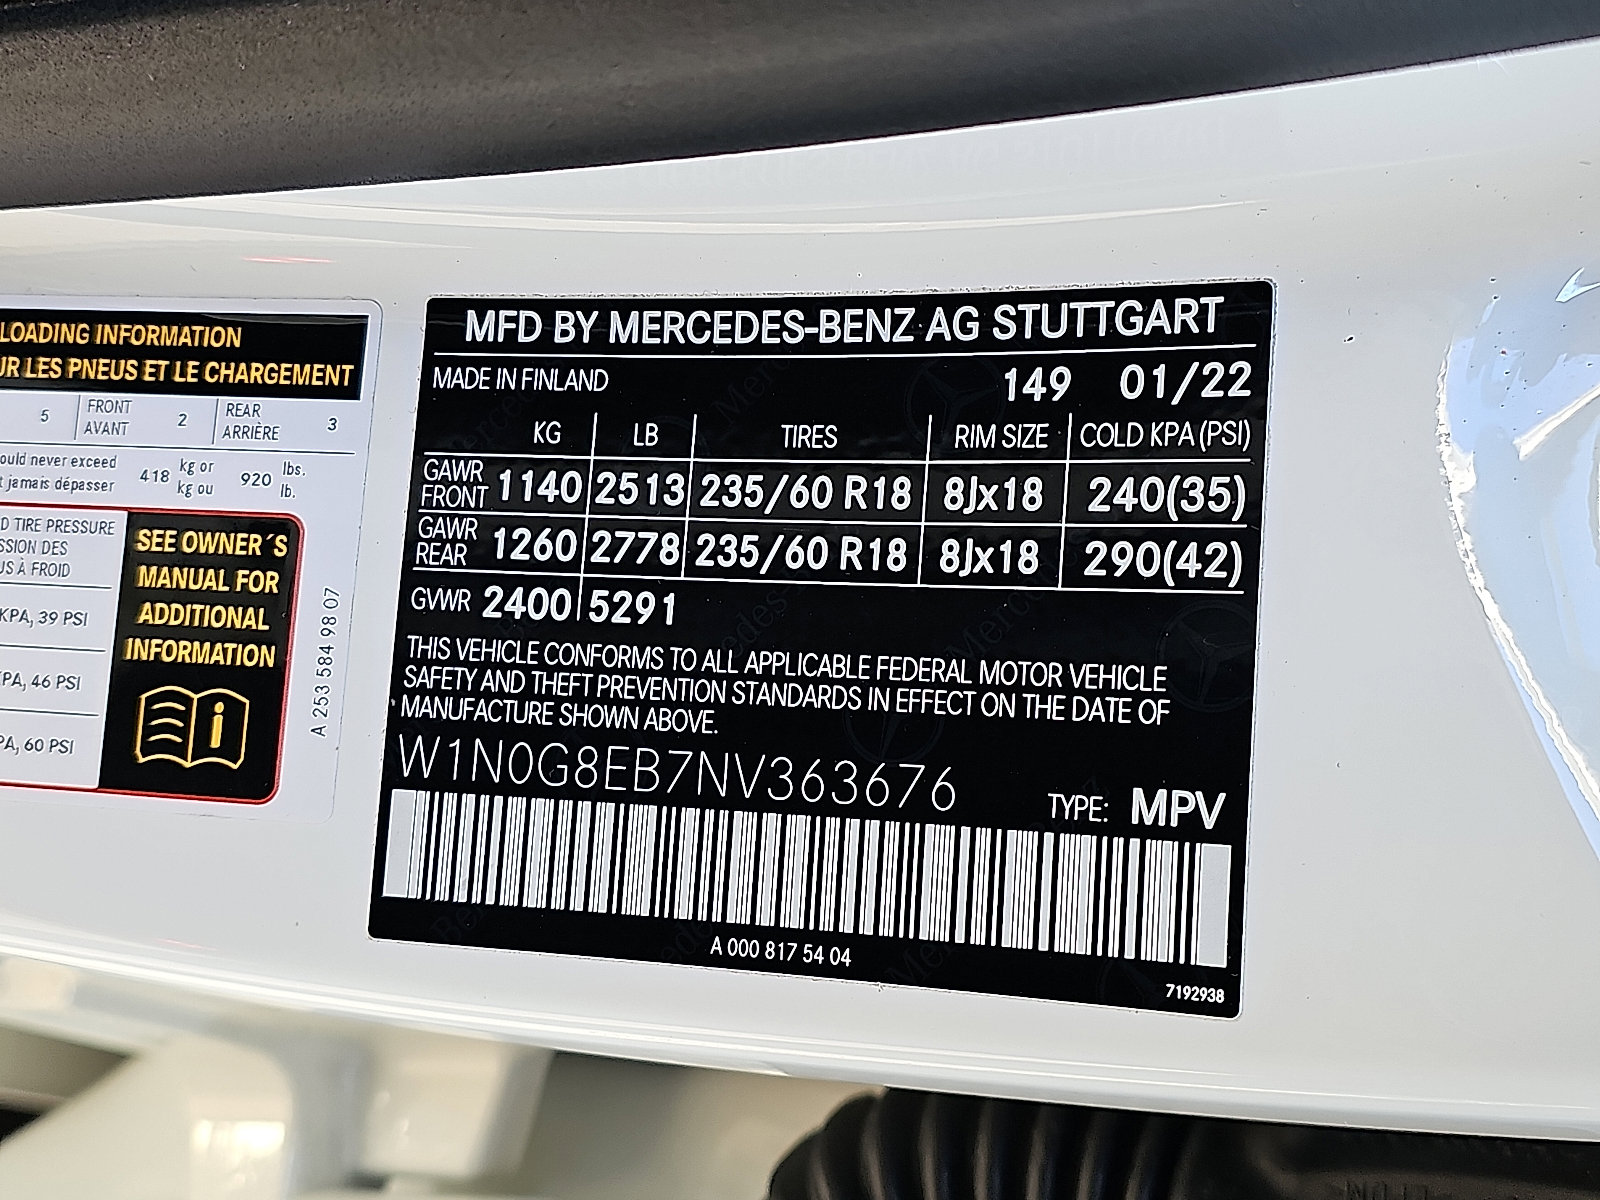 LOADING INFORMATION
UR LES PNEUS ET LE CHARGEMENT
5 FRONT AVANT 2 REAR ARRIÈRE 3
ould never exceed
t jamais dépasser
418 kg or kg ou 920 lbs. lb.
D TIRE PRESSURE
SSION DES
US À FROID
KPA, 39 PSI
KPA, 46 PSI
PA, 60 PSI
SEE OWNER´S
MANUAL FOR
ADDITIONAL
INFORMATION
A 253 584 98 07
MFD BY MERCEDES-BENZ AG STUTTGART
MADE IN FINLAND 149 01/22
KG LB TIRES RIM SIZE COLD KPA (PSI)
GAWR FRONT 1140 2513 235/60 R18 8Jx18 240(35)
GAWR REAR 1260 2778 235/60 R18 8Jx18 290(42)
GVWR 2400 5291
THIS VEHICLE CONFORMS TO ALL APPLICABLE FEDERAL MOTOR VEHICLE
SAFETY AND THEFT PREVENTION STANDARDS IN EFFECT ON THE DATE OF
MANUFACTURE SHOWN ABOVE.
W1N0G8EB7NV363676
TYPE: MPV
A 000 817 54 04
7192938